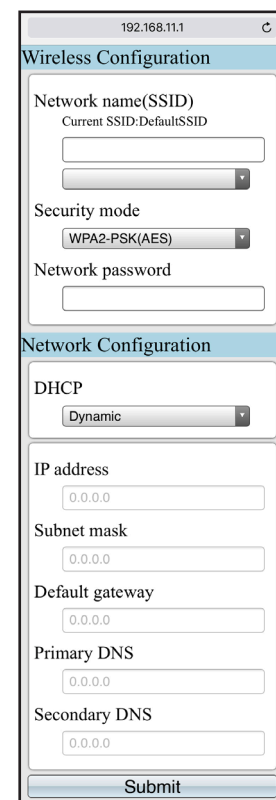 192.168.11.1
Wireless Configuration
Network name(SSID)
Current SSID:DefaultSSID
Security mode
WPA2-PSK(AES)
Network password
Network Configuration
DHCP
Dynamic
IP address
0.0.0.0
Subnet mask
0.0.0.0
Default gateway
0.0.0.0
Primary DNS
0.0.0.0
Secondary DNS
0.0.0.0
Submit